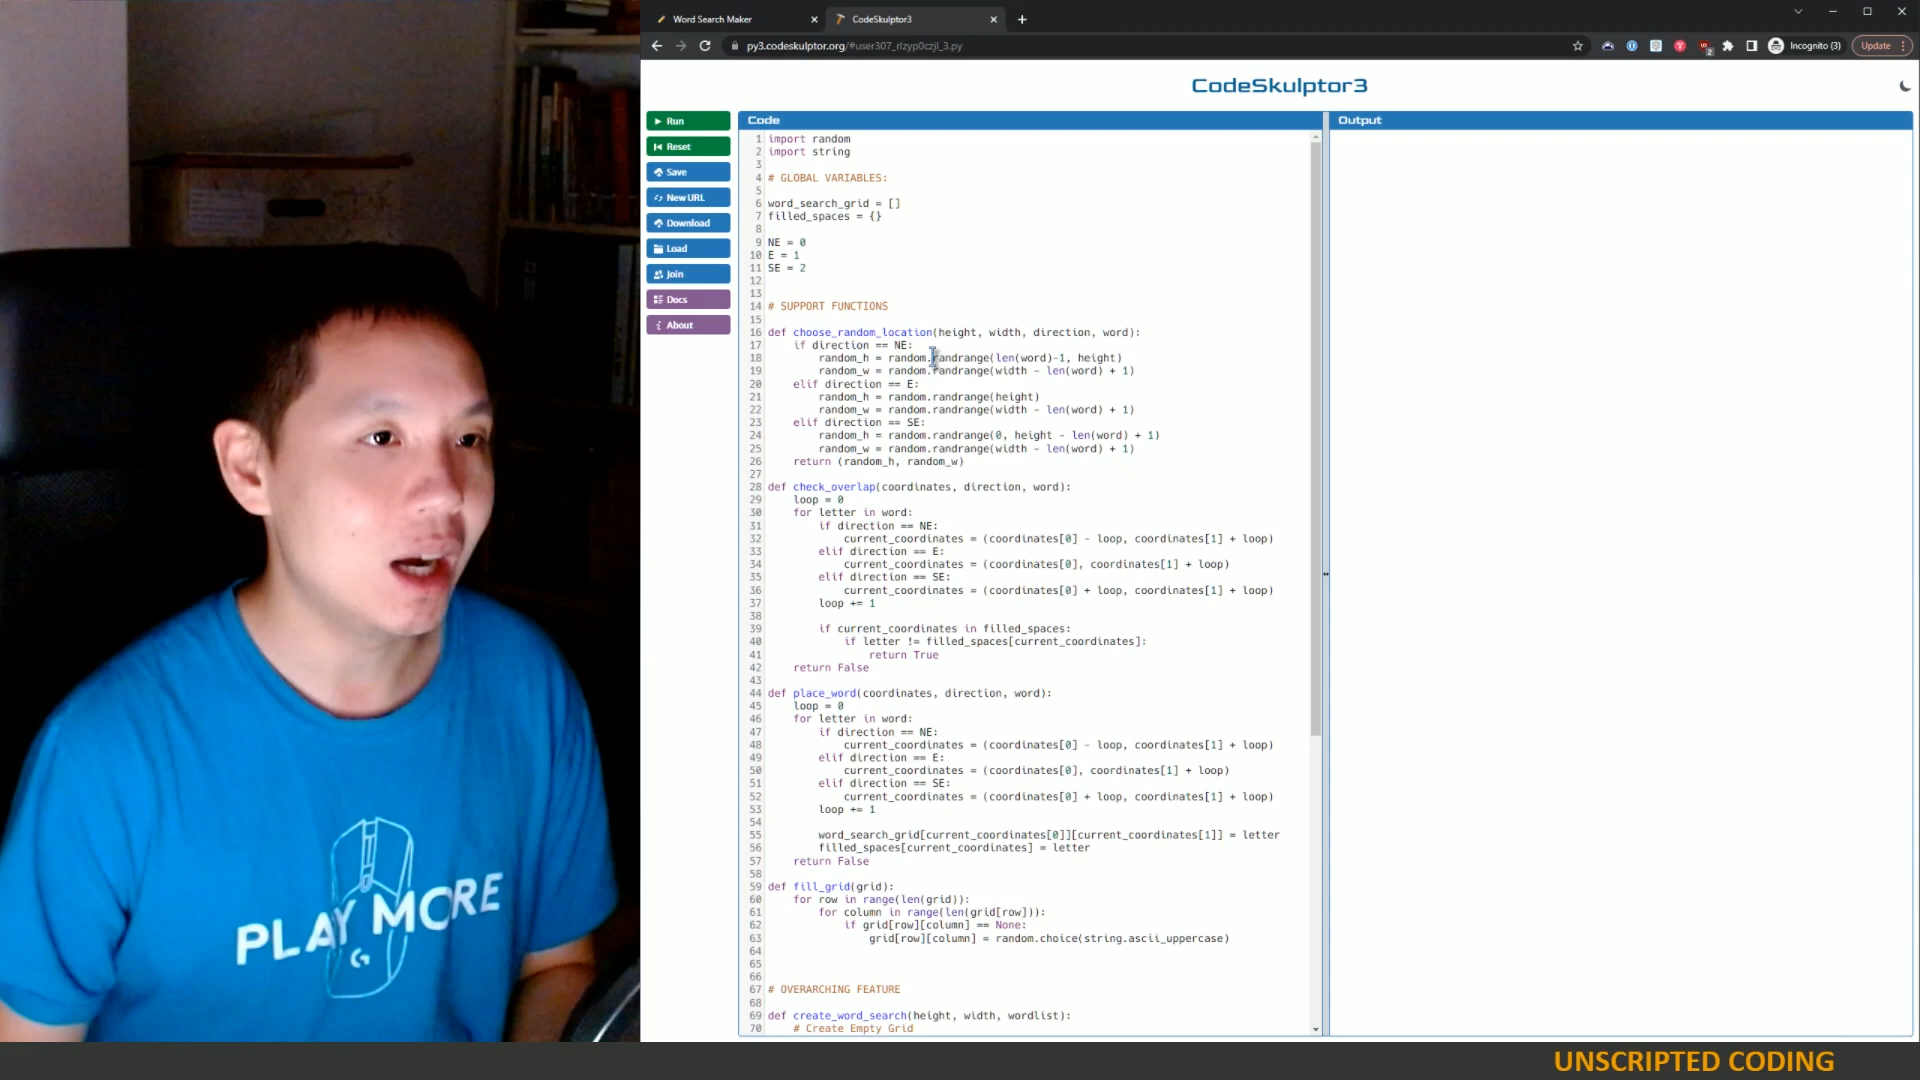 Word Search Maker
CodeSkulptor3
py3.codeskulptor.org/#user307_rlzyp0czjl_3.py
Incognito (3)
Update
CodeSkulptor3
Run
Reset
Save
New URL
Download
Load
Join
Docs
About
Code
1 import random
2 import string
3
4 # GLOBAL VARIABLES:
5
6 word_search_grid = []
7 filled_spaces = {}
8
9 NE = 0
10 E = 1
11 SE = 2
12
13
14 # SUPPORT FUNCTIONS
15
16 def choose_random_location(height, width, direction, word):
17     if direction == NE:
18         random_h = random.randrange(len(word)-1, height)
19         random_w = random.randrange(width - len(word) + 1)
20     elif direction == E:
21         random_h = random.randrange(height)
22         random_w = random.randrange(width - len(word) + 1)
23     elif direction == SE:
24         random_h = random.randrange(0, height - len(word) + 1)
25         random_w = random.randrange(width - len(word) + 1)
26     return (random_h, random_w)
27
28 def check_overlap(coordinates, direction, word):
29     loop = 0
30     for letter in word:
31         if direction == NE:
32             current_coordinates = (coordinates[0] - loop, coordinates[1] + loop)
33         elif direction == E:
34             current_coordinates = (coordinates[0], coordinates[1] + loop)
35         elif direction == SE:
36             current_coordinates = (coordinates[0] + loop, coordinates[1] + loop)
37         loop += 1
38
39         if current_coordinates in filled_spaces:
40             if letter != filled_spaces[current_coordinates]:
41                 return True
42     return False
43
44 def place_word(coordinates, direction, word):
45     loop = 0
46     for letter in word:
47         if direction == NE:
48             current_coordinates = (coordinates[0] - loop, coordinates[1] + loop)
49         elif direction == E:
50             current_coordinates = (coordinates[0], coordinates[1] + loop)
51         elif direction == SE:
52             current_coordinates = (coordinates[0] + loop, coordinates[1] + loop)
53         loop += 1
54
55         word_search_grid[current_coordinates[0]][current_coordinates[1]] = letter
56         filled_spaces[current_coordinates] = letter
57     return False
58
59 def fill_grid(grid):
60     for row in range(len(grid)):
61         for column in range(len(grid[row])):
62             if grid[row][column] == None:
63                 grid[row][column] = random.choice(string.ascii_uppercase)
64
65
66
67 # OVERARCHING FEATURE
68
69 def create_word_search(height, width, wordlist):
70     # Create Empty Grid
Output
PLAY MORE
G
UNSCRIPTED CODING